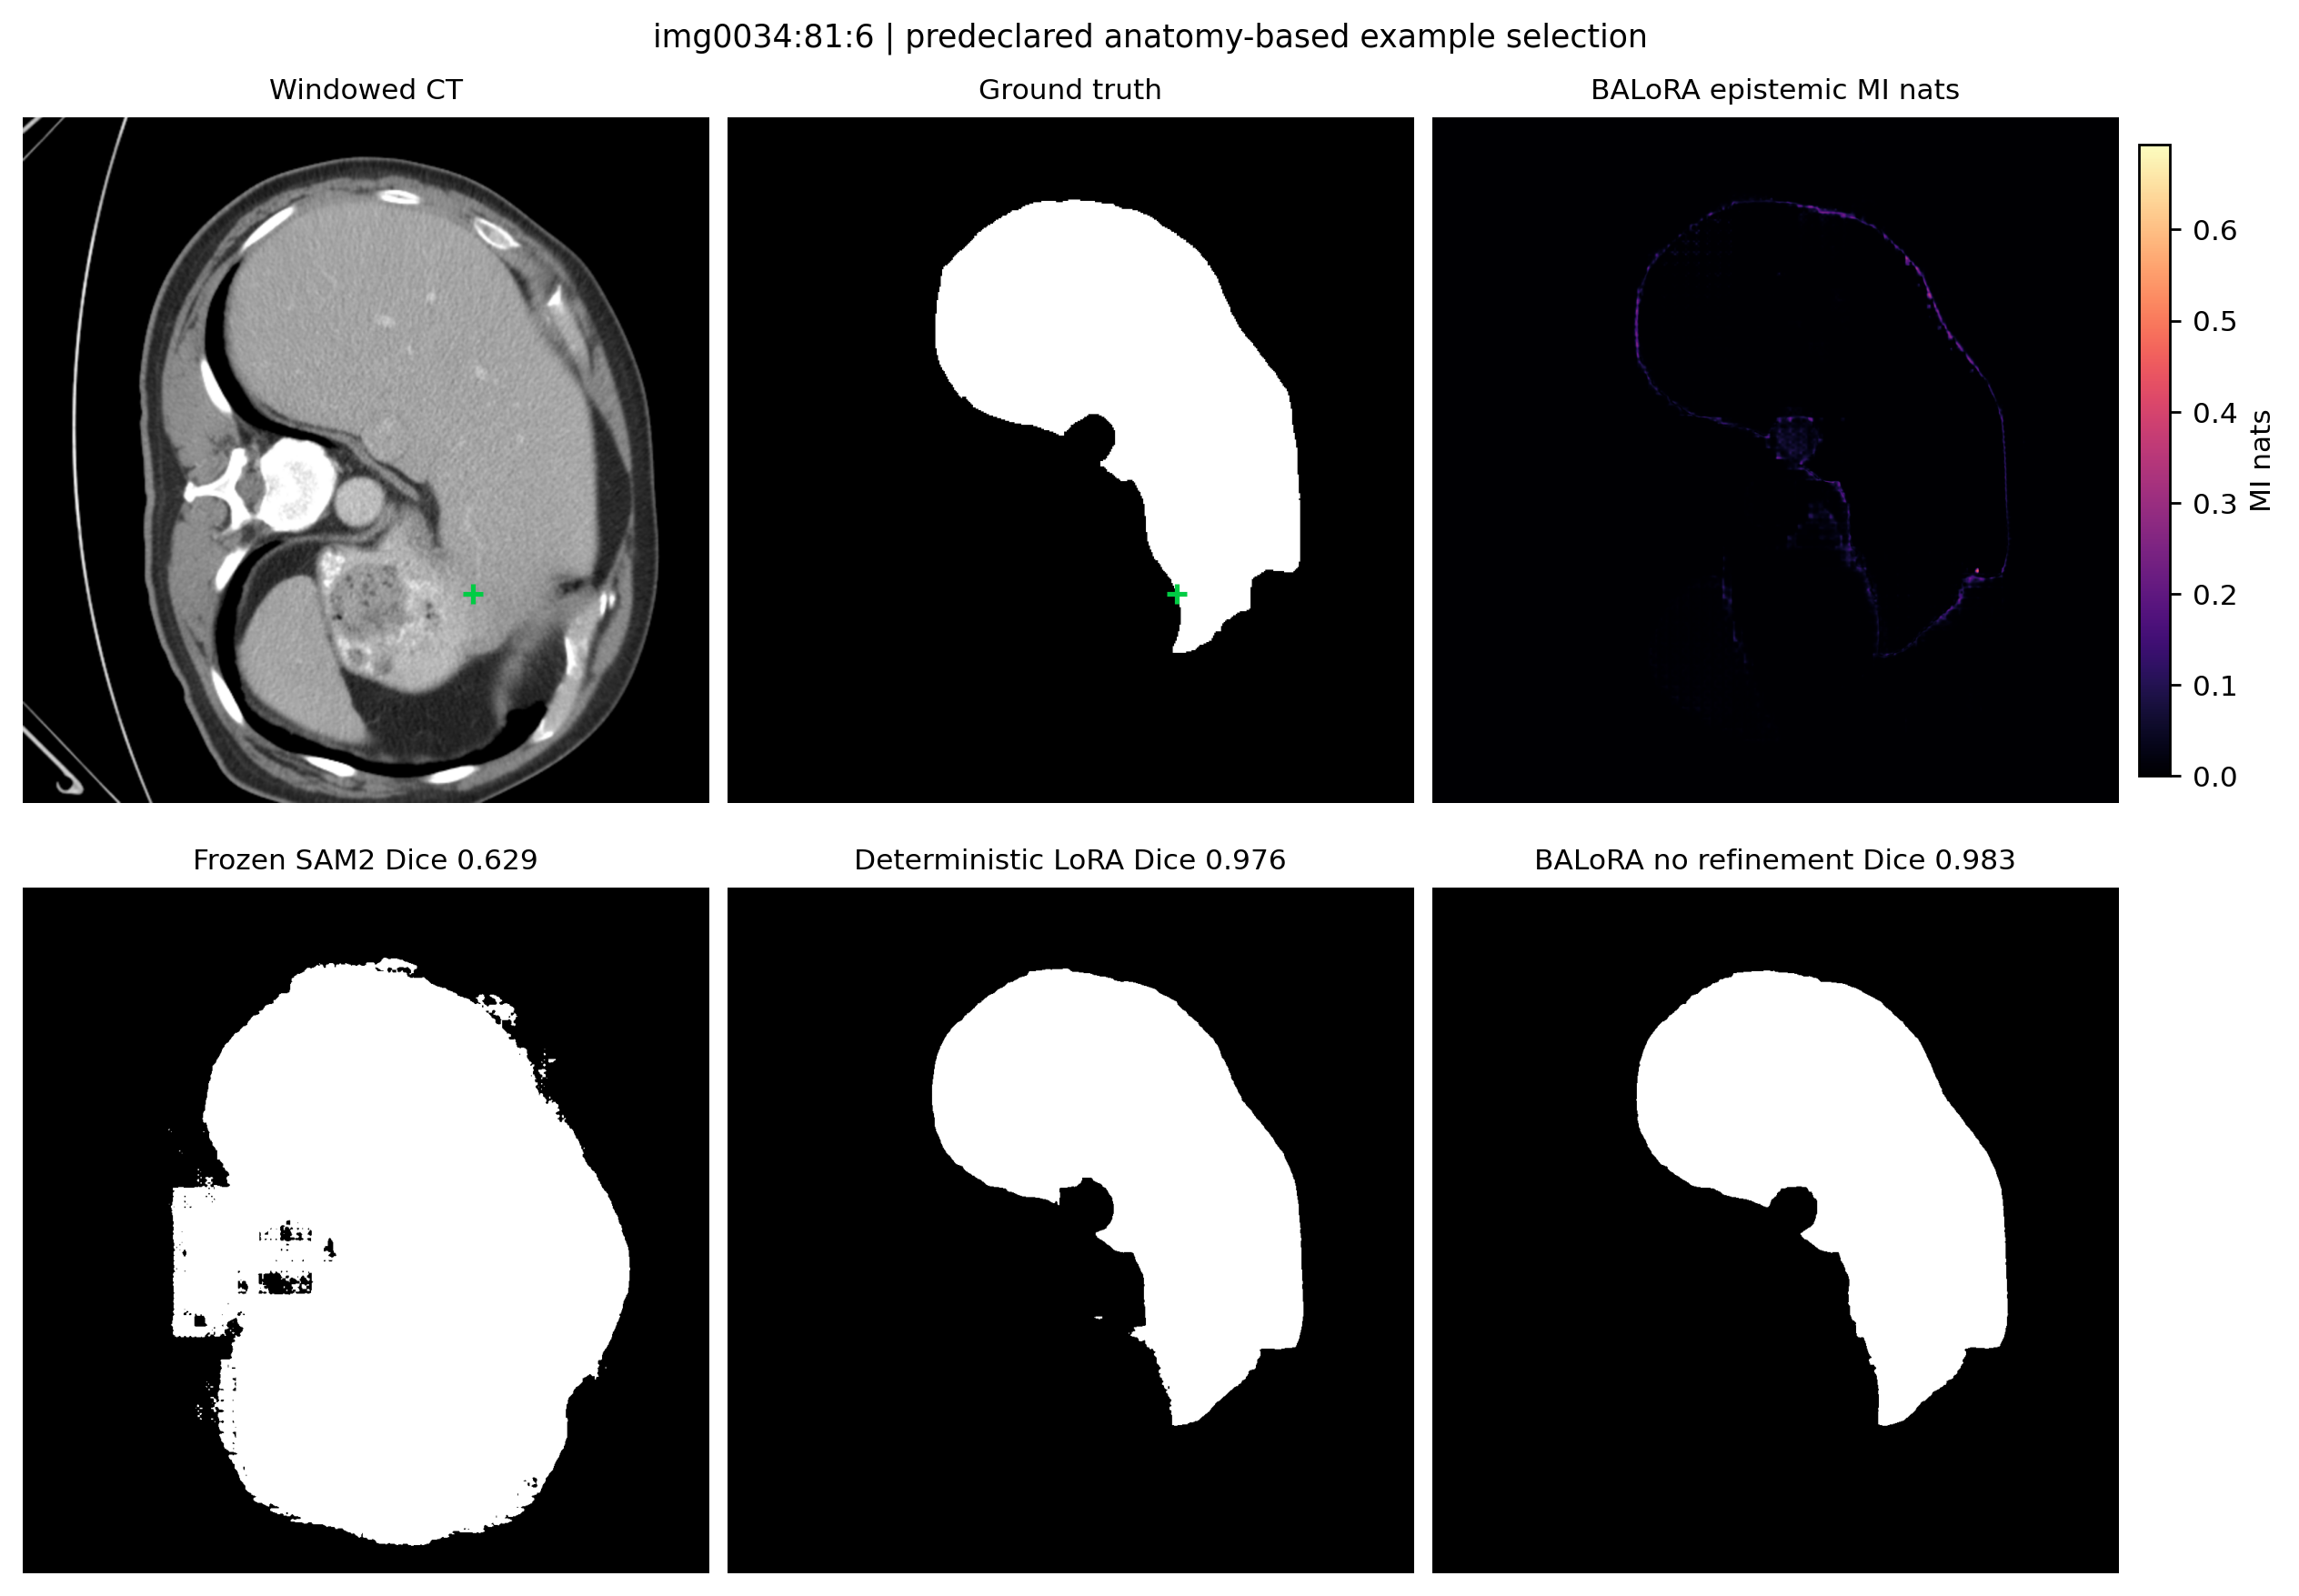 img0034:81:6 | predeclared anatomy-based example selection
Windowed CT
Ground truth
BALoRA epistemic MI nats
0.6
0.5
0.4
0.3
0.2
0.1
0.0
MI nats
Frozen SAM2 Dice 0.629
Deterministic LoRA Dice 0.976
BALoRA no refinement Dice 0.983